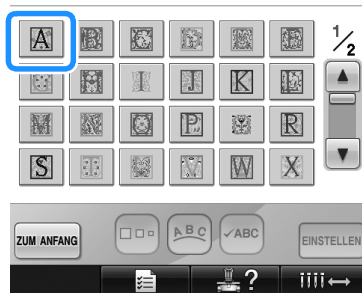 A B C E F 1/2
I J K L
M N O P R
S V W X
ZUM ANFANG ABC ✓ABC EINSTELLEN
?